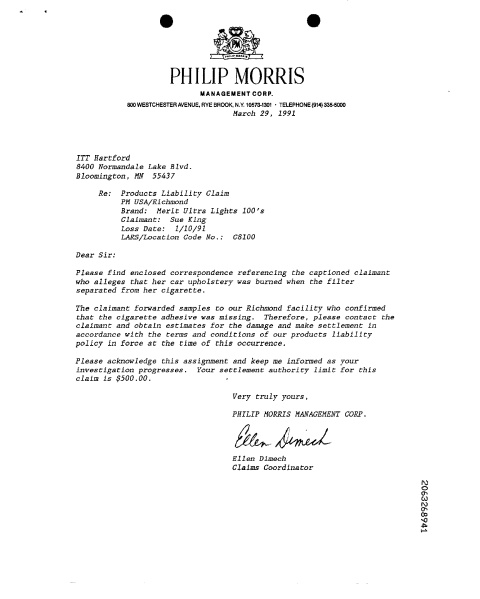 PHILIP MORRIS
MANAGEMENT CORP.
800 WESTCHESTER AVENUE, RYE BROOK, N.Y. 10573-1301 · TELEPHONE (914) 335-5000
March 29, 1991
ITT Hartford
8400 Normandale Lake Blvd.
Bloomington, MN 55437
Re: Products Liability Claim
PM USA/Richmond
Brand: Merit Ultra Lights 100's
Claimant: Sue King
Loss Date: 1/10/91
LARS/Location Code No.: C8100
Dear Sir:
Please find enclosed correspondence referencing the captioned claimant
who alleges that her car upholstery was burned when the filter
separated from her cigarette.
The claimant forwarded samples to our Richmond facility who confirmed
that the cigarette adhesive was missing. Therefore, please contact the
claimant and obtain estimates for the damage and make settlement in
accordance with the terms and conditions of our products liability
policy in force at the time of this occurrence.
Please acknowledge this assignment and keep me informed as your
investigation progresses. Your settlement authority limit for this
claim is $500.00.
Very truly yours,
PHILIP MORRIS MANAGEMENT CORP.
Ellen Dimech
Ellen Dimech
Claims Coordinator
2063268941